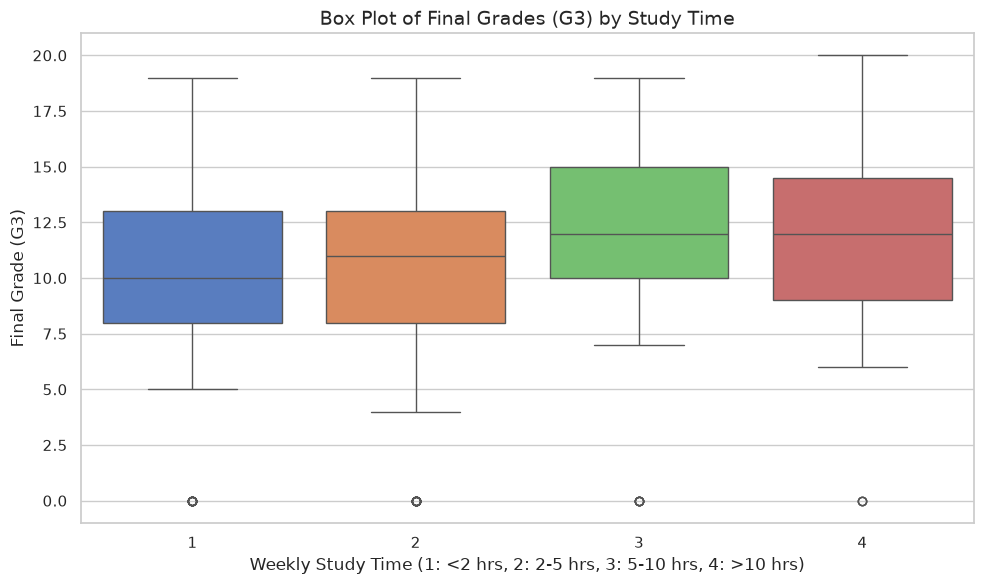 Box Plot of Final Grades (G3) by Study Time
Final Grade (G3)
20.0
17.5
15.0
12.5
10.0
7.5
5.0
2.5
0.0
1 2 3 4
Weekly Study Time (1: <2 hrs, 2: 2-5 hrs, 3: 5-10 hrs, 4: >10 hrs)